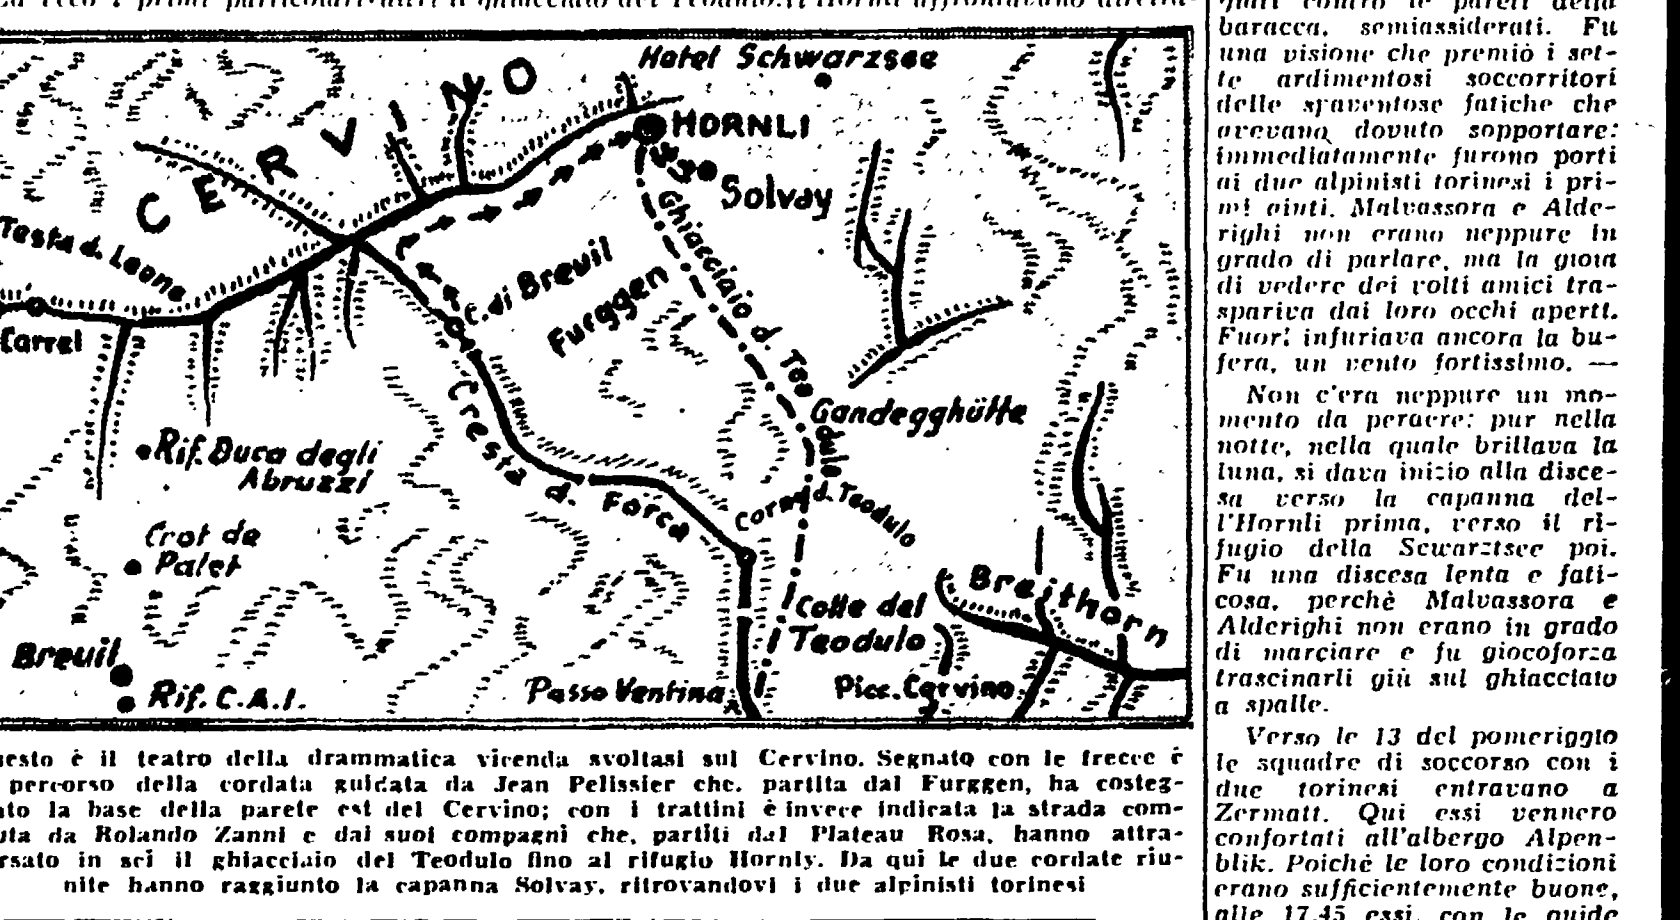 Hotel Schwarzsee
CERVINO
HORNLI
Solvay
Testa d. Leone
Carrel
C. di Breuil
Furggen
Ghiacciaio d. Teodulo
Gandegghütte
Cresta d. Forca
Rif. Duca degli
Abruzzi
Crot de
Palet
Corno d. Teodulo
Breithorn
Colle del
Teodulo
Breuil
Rif. C.A.I.
Passo Ventina
Picc. Cervino
è il teatro della drammatica vicenda svoltasi sul Cervino. Segnato con le frecce è
percorso della cordata guidata da Jean Pelissier che. partita dal Furggen, ha costeg-
la base della parete est del Cervino; con i trattini è invece indicata la strada com-
da Rolando Zanni e dai suoi compagni che, partiti dal Plateau Rosa, hanno attra-
in sci il ghiacciaio del Teodulo fino al rifugio Hornly. Da qui le due cordate riu-
nite hanno raggiunto la capanna Solvay, ritrovandovi i due alpinisti torinesi
contro le pareti della
baracca, semiassiderati. Fu
una visione che premiò i set-
te ardimentosi soccorritori
delle spaventose fatiche che
avevano dovuto sopportare:
immediatamente furono porti
ai due alpinisti torinesi i pri-
mi aiuti. Malvassora e Alde-
righi non erano neppure in
grado di parlare, ma la gioia
di vedere dei volti amici tra-
spariva dai loro occhi aperti.
Fuori infuriava ancora la bu-
fera, un vento fortissimo. —
Non c'era neppure un mo-
mento da perdere: pur nella
notte, nella quale brillava la
luna, si dava inizio alla disce-
sa verso la capanna del-
l'Hornli prima, verso il ri-
fugio della Scwarztsee poi.
Fu una discesa lenta e fati-
cosa, perchè Malvassora e
Alderighi non erano in grado
di marciare e fu giocoforza
trascinarli giù sul ghiacciaio
a spalle.
Verso le 13 del pomeriggio
le squadre di soccorso con i
due torinesi entravano a
Zermatt. Qui essi vennero
confortati all'albergo Alpen-
blik. Poichè le loro condizioni
erano sufficientemente buone,
alle 17,45 essi, con le guide